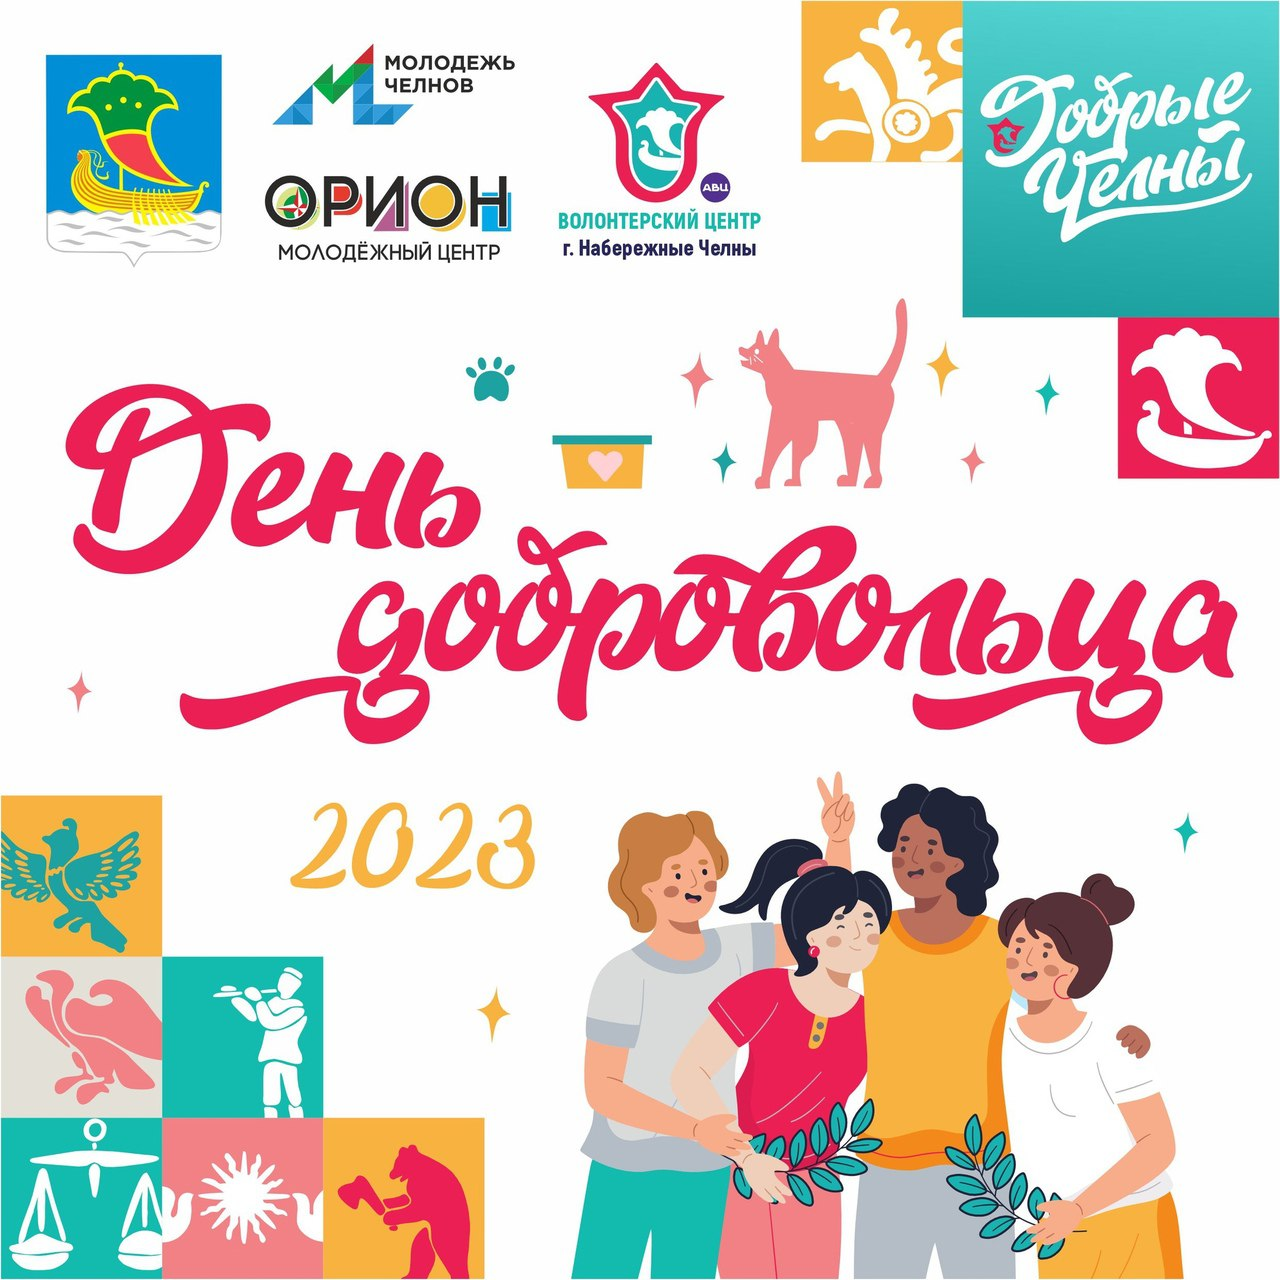 МОЛОДЕЖЬ
ЧЕЛНОВ
ОРИОН
МОЛОДЁЖНЫЙ ЦЕНТР
АВЦ
ВОЛОНТЕРСКИЙ ЦЕНТР
г. Набережные Челны
Добрые
Челны
День
добровольца
2023